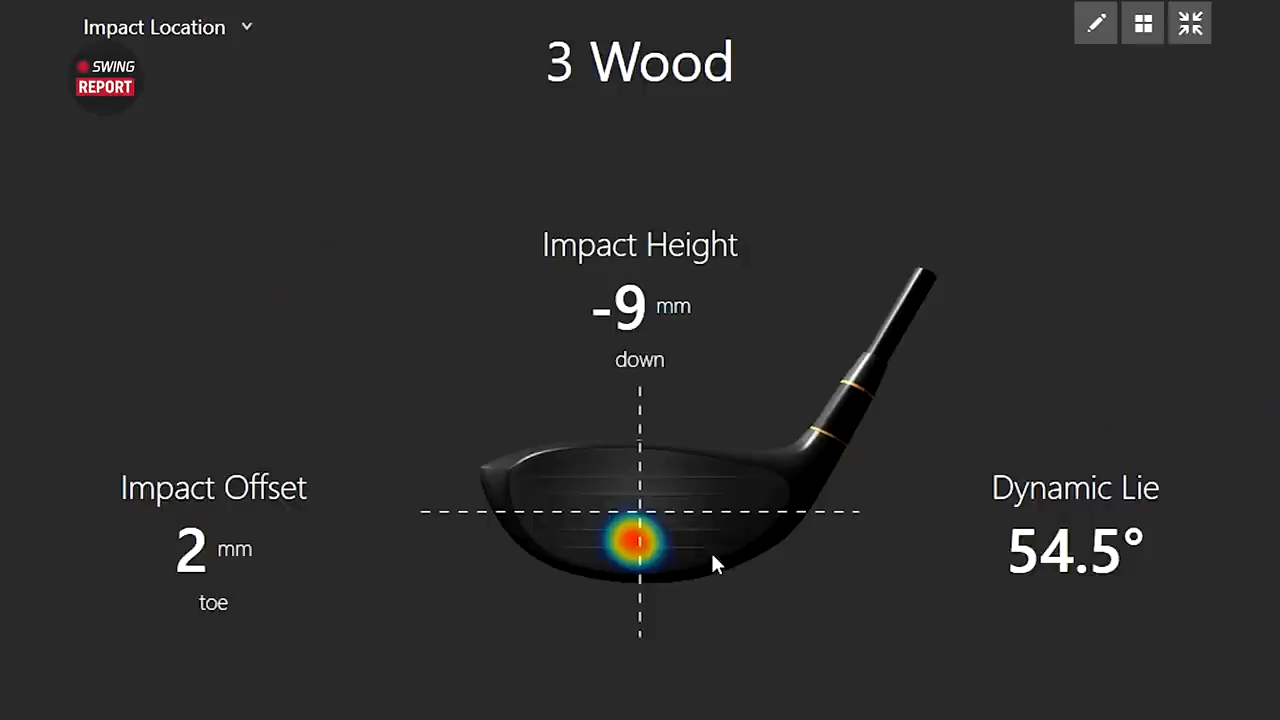 Impact Location
SWING
REPORT
3 Wood
Impact Height
-9 mm
down
Impact Offset
2 mm
toe
Dynamic Lie
54.5°